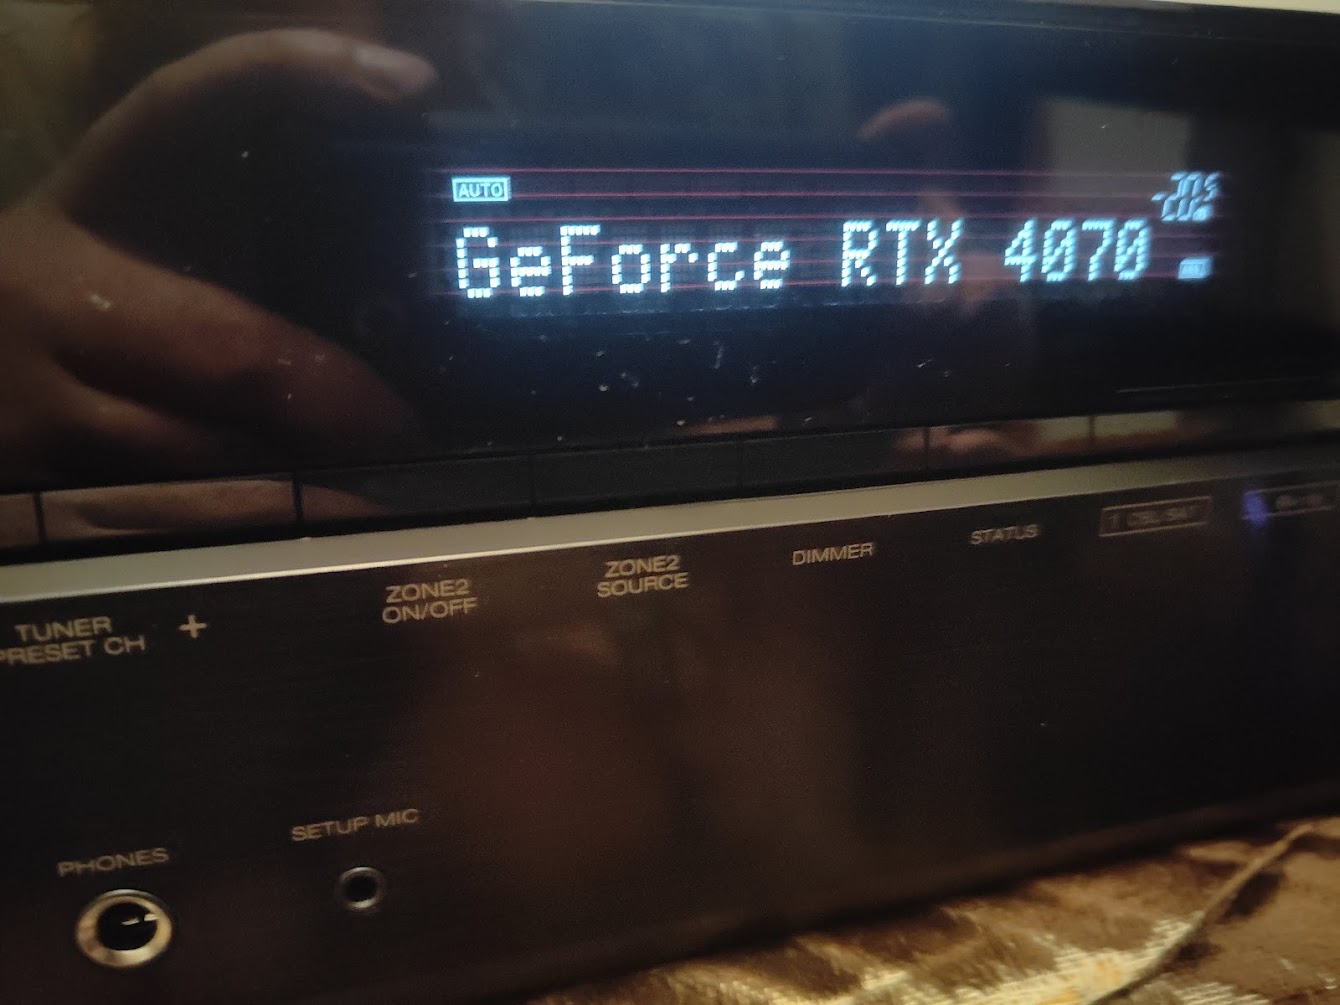 AUTO
GeForce RTX 4070
TUNER
PRESET CH
+
ZONE2
ON/OFF
ZONE2
SOURCE
DIMMER
STATUS
SETUP MIC
PHONES